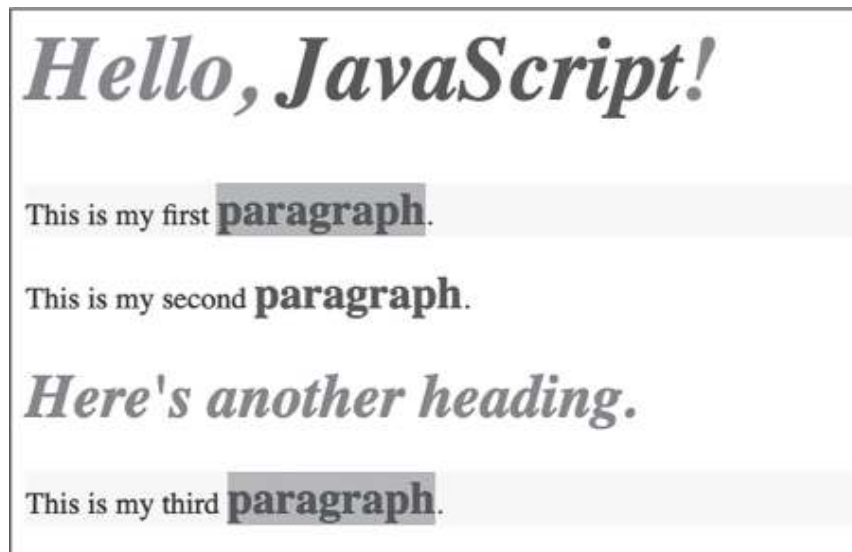 Hello, JavaScript!
This is my first paragraph.
This is my second paragraph.
Here's another heading.
This is my third paragraph.